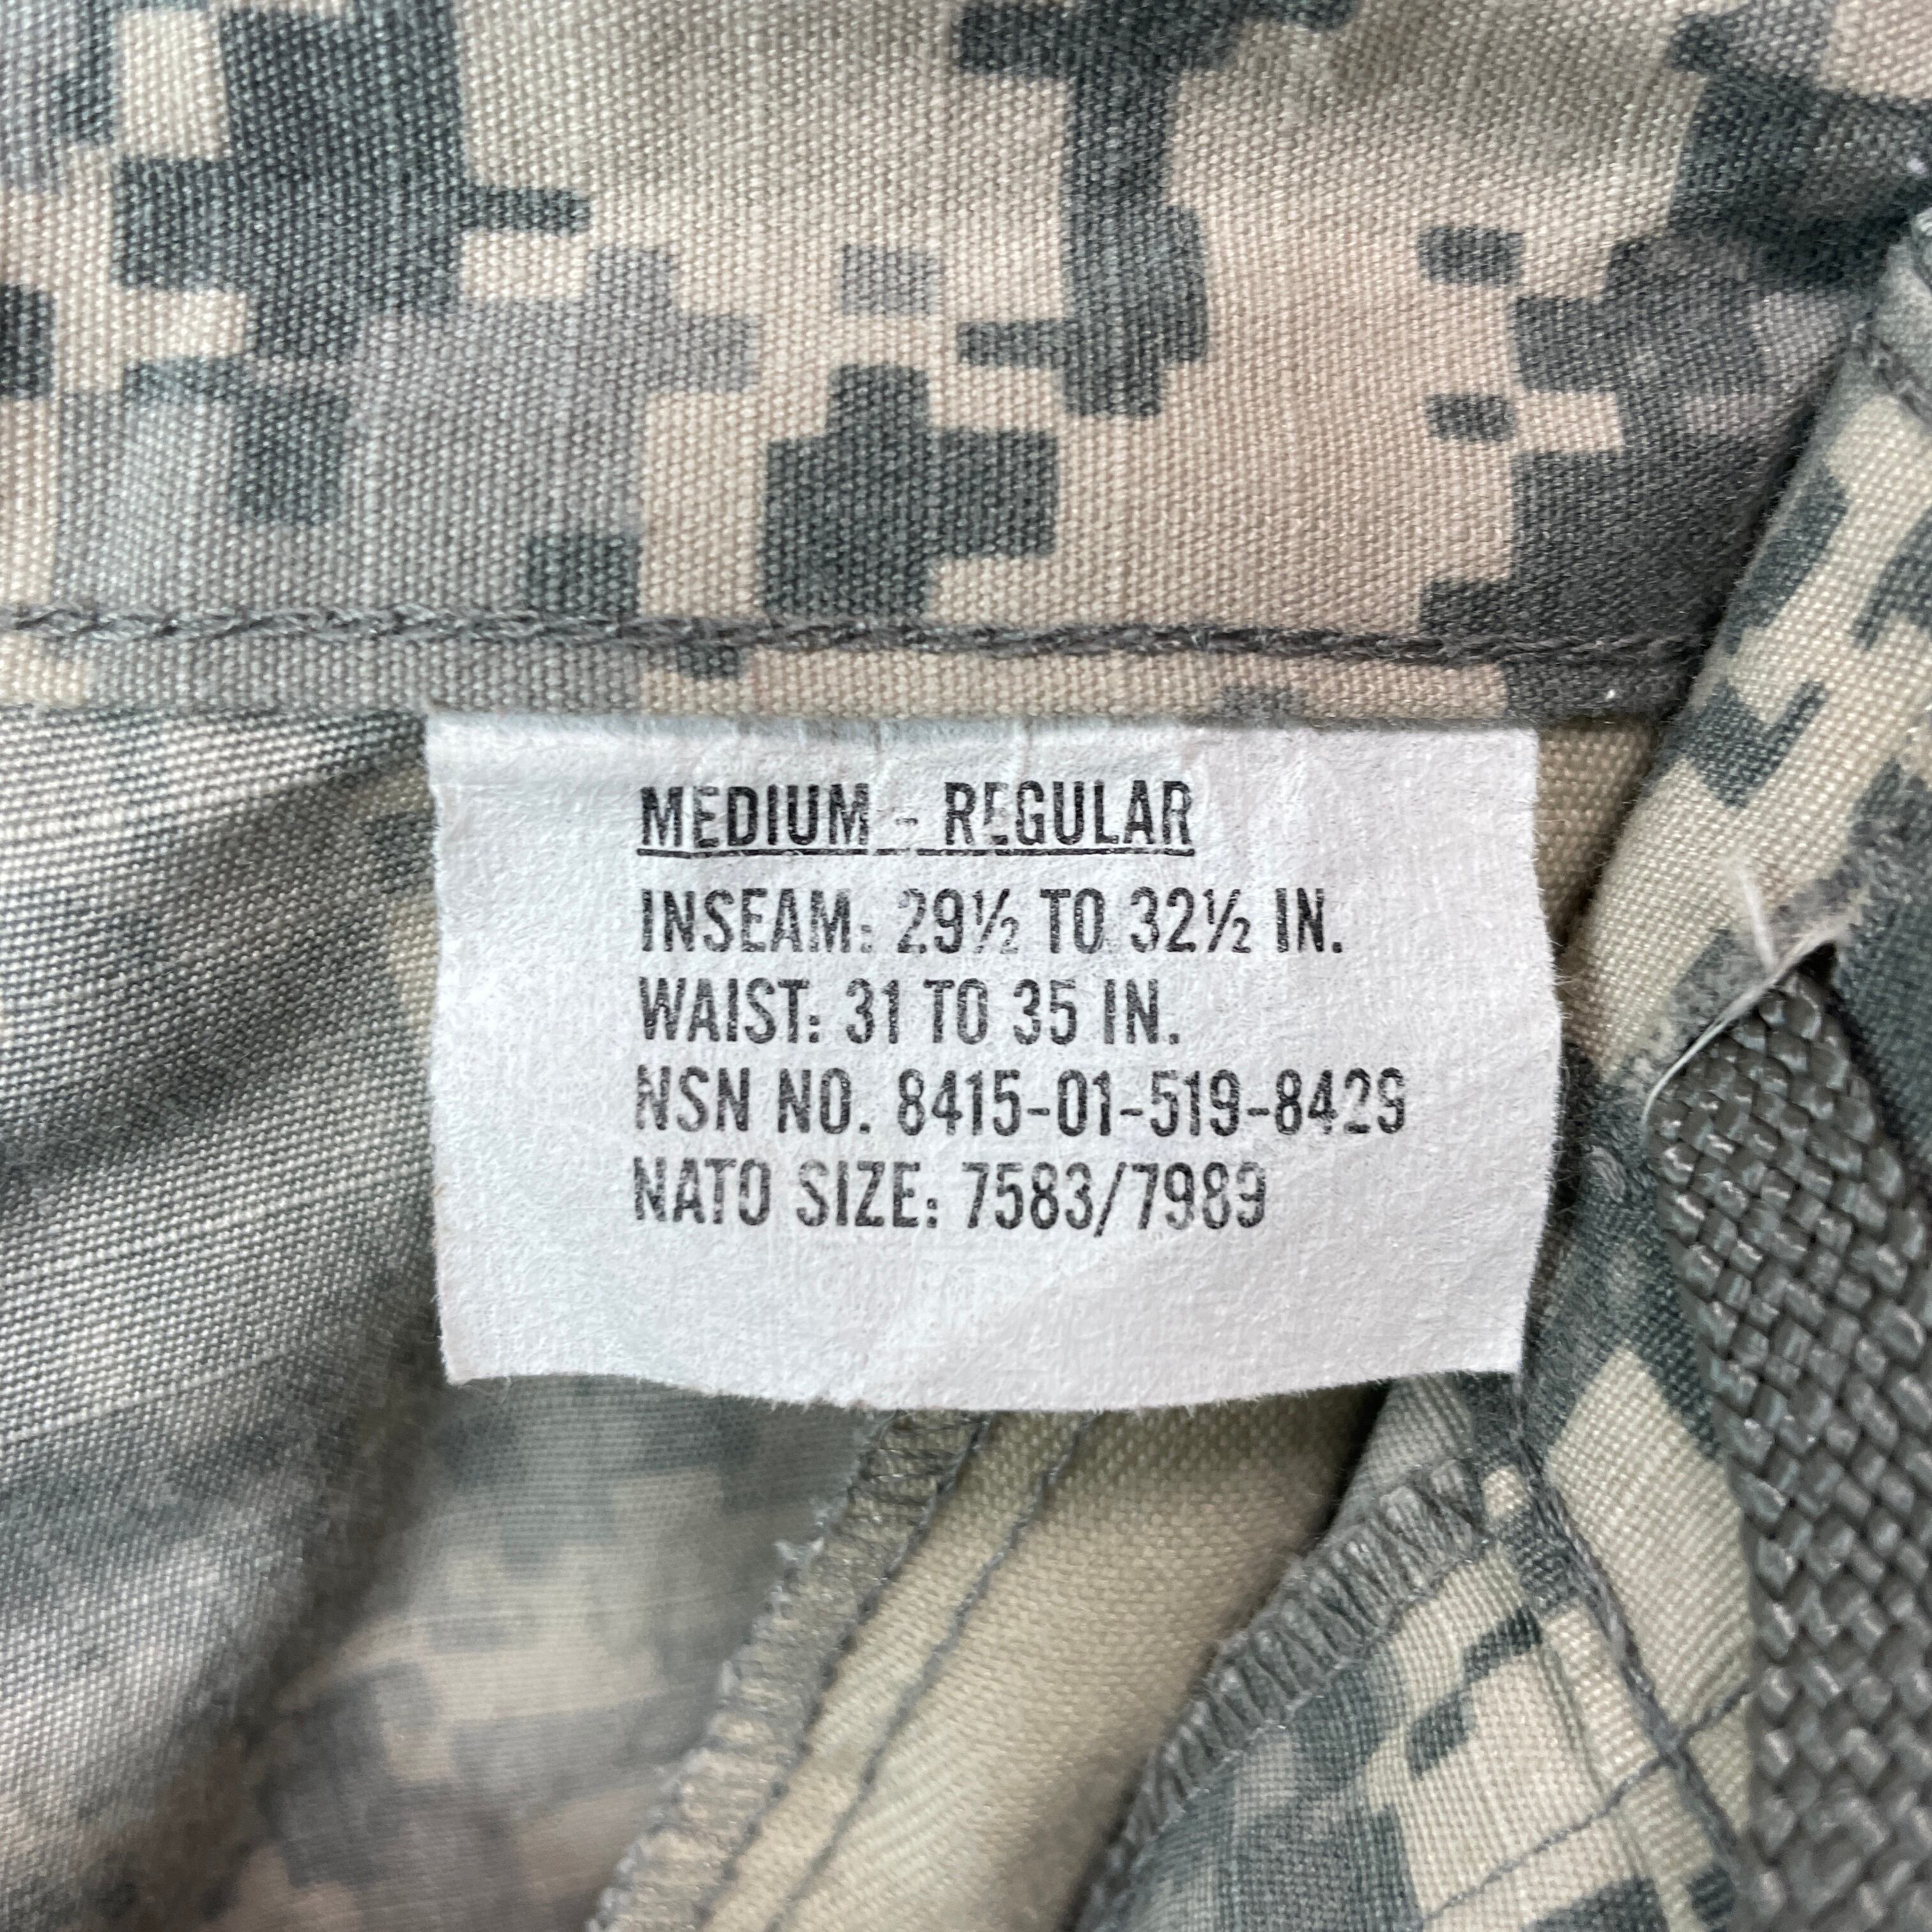 MEDIUM - REGULAR
INSEAM: 29½ TO 32½ IN.
WAIST: 31 TO 35 IN.
NSN NO. 8415-01-519-8429
NATO SIZE: 7583/7989